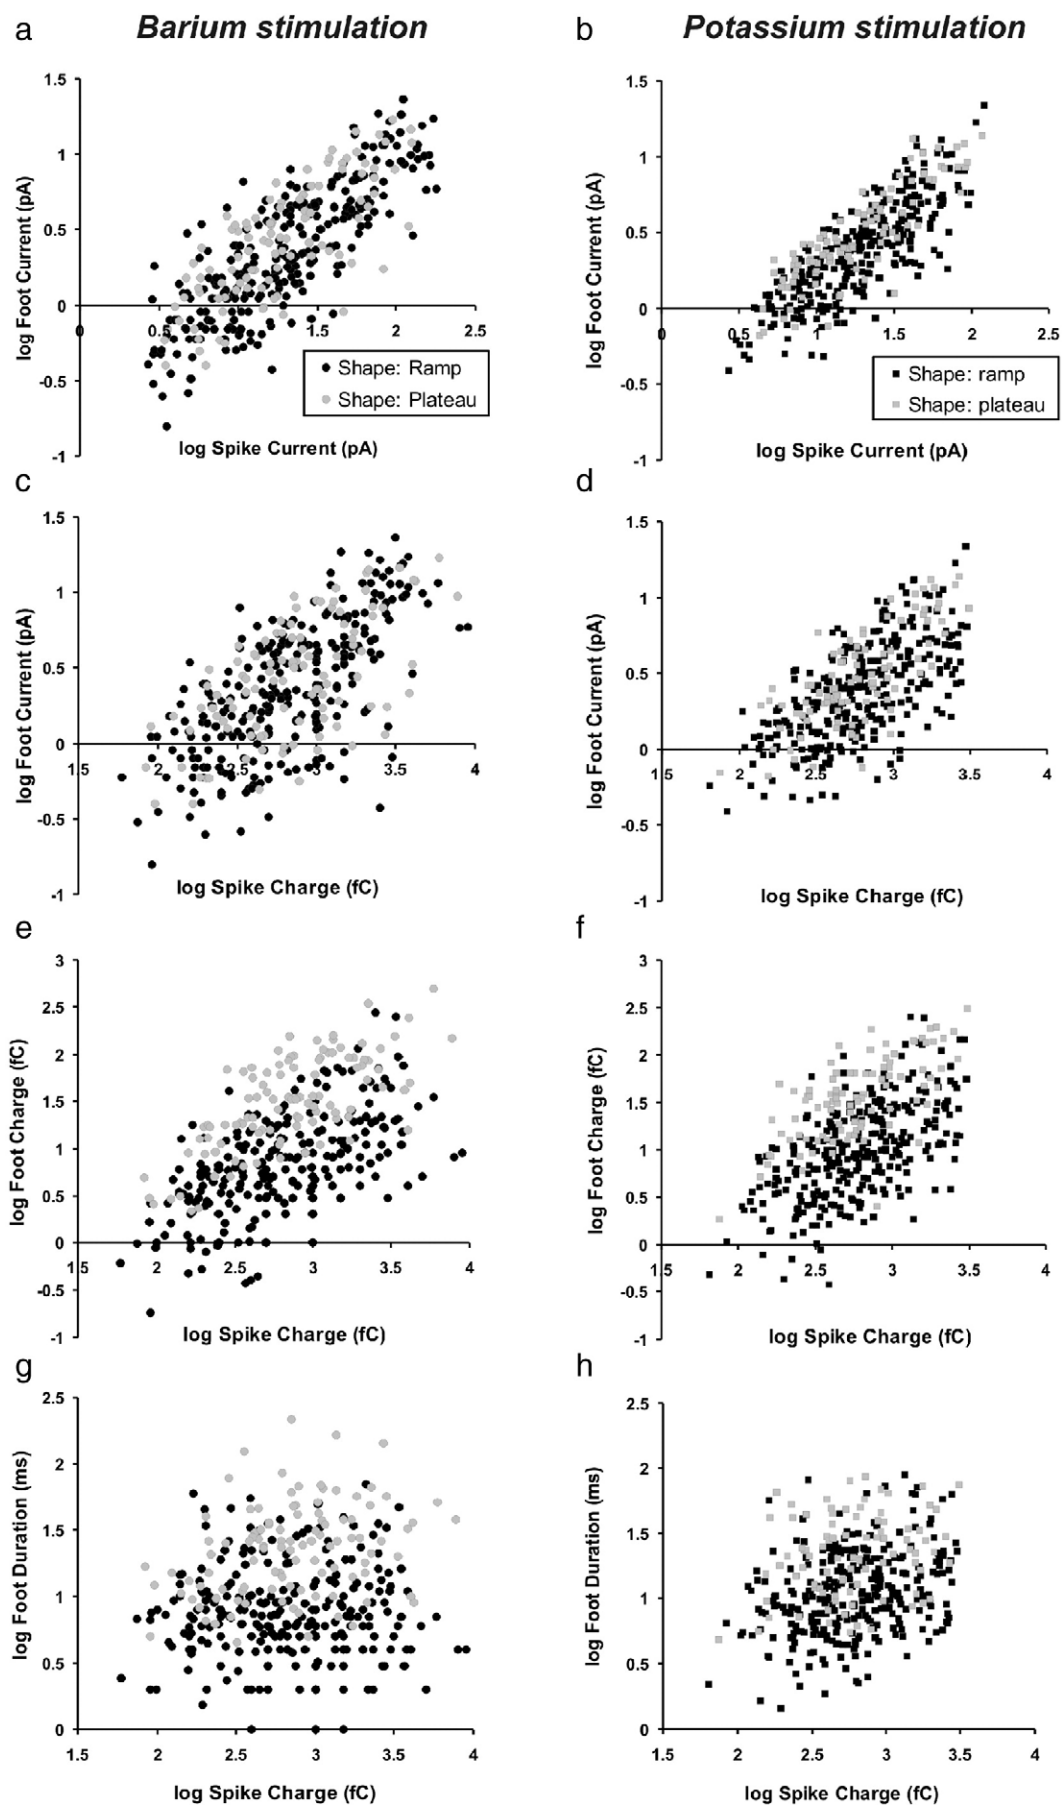 a Barium stimulation
b Potassium stimulation
1.5
1
0.5
0
-0.5
-1
log Foot Current (pA)
0 0.5 1 1.5 2 2.5
Shape: Ramp
Shape: Plateau
log Spike Current (pA)
1.5
1
0.5
0
-0.5
-1
log Foot Current (pA)
0 0.5 1 1.5 2 2.5
Shape: ramp
Shape: plateau
log Spike Current (pA)
c
1.5
1
0.5
0
-0.5
-1
log Foot Current (pA)
1.5 2 2.5 3 3.5 4
log Spike Charge (fC)
d
1.5
1
0.5
0
-0.5
-1
log Foot Current (pA)
1.5 2 2.5 3 3.5 4
log Spike Charge (fC)
e
3
2.5
2
1.5
1
0.5
0
-0.5
-1
log Foot Charge (fC)
1.5 2 2.5 3 3.5 4
log Spike Charge (fC)
f
3
2.5
2
1.5
1
0.5
0
-0.5
-1
log Foot Charge (fC)
1.5 2 2.5 3 3.5 4
log Spike Charge (fC)
g
2.5
2
1.5
1
0.5
0
log Foot Duration (ms)
1.5 2 2.5 3 3.5 4
log Spike Charge (fC)
h
2.5
2
1.5
1
0.5
0
log Foot Duration (ms)
1.5 2 2.5 3 3.5 4
log Spike Charge (fC)